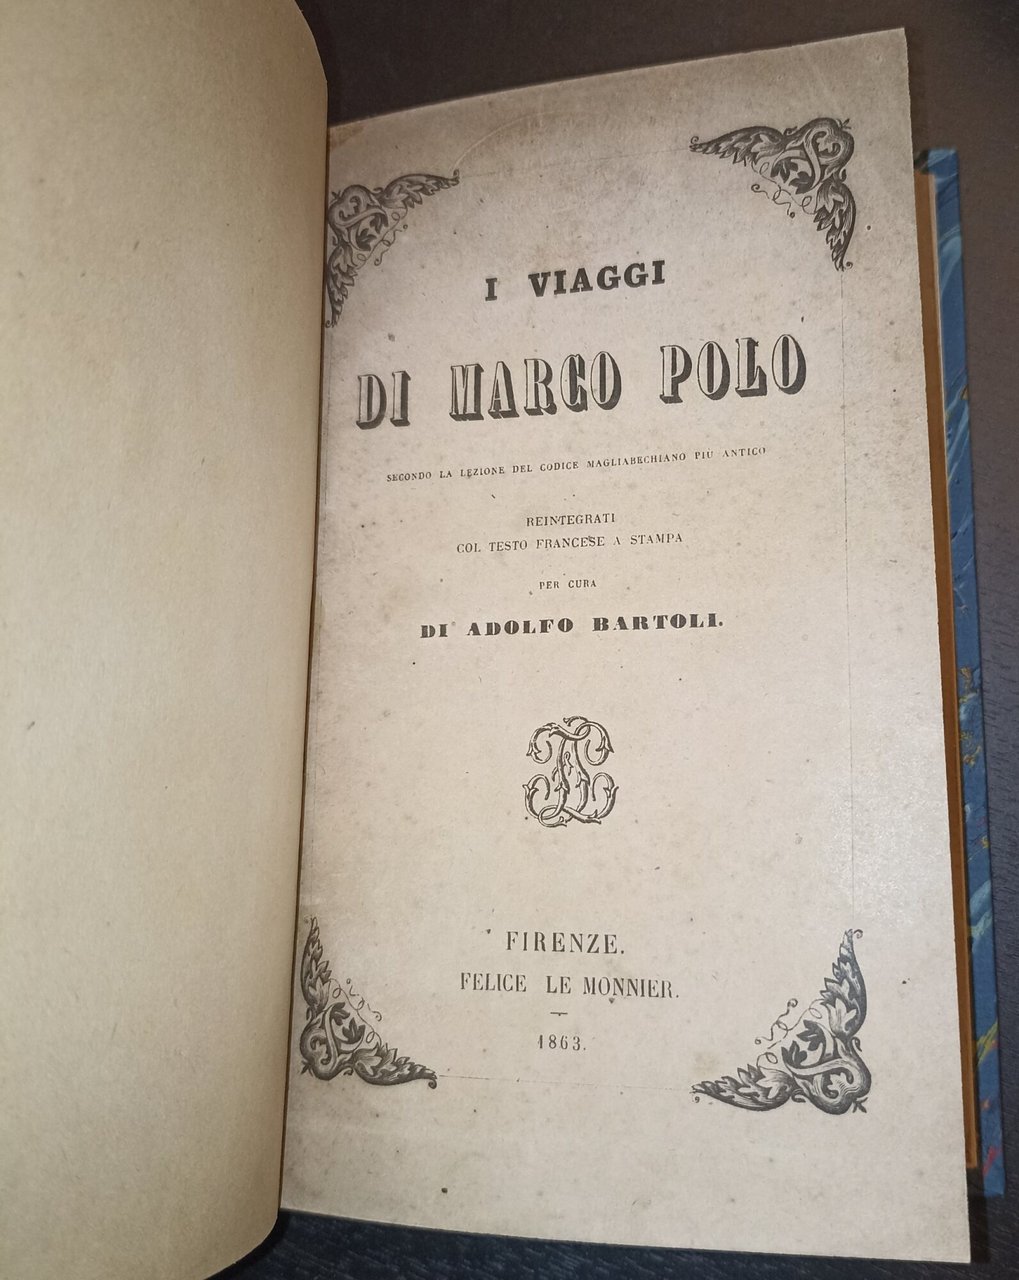 I VIAGGI
DI MARCO POLO
SECONDO LA LEZIONE DEL CODICE MAGLIABECHIANO PIU ANTICO
REINTEGRATI
COL TESTO FRANCESE A STAMPA
PER CURA
DI ADOLFO BARTOLI.
FIRENZE.
FELICE LE MONNIER.
1863.